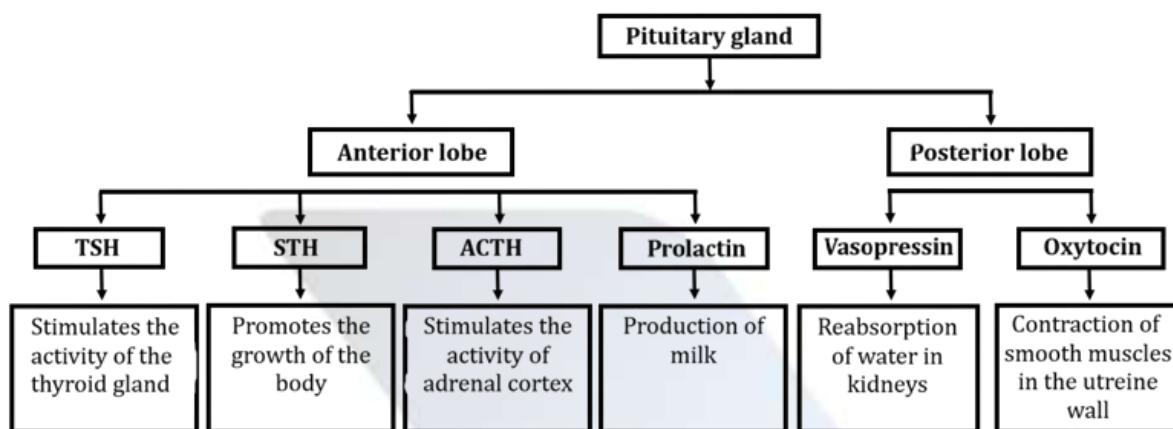 Pituitary gland
Anterior lobe
Posterior lobe
TSH
STH
ACTH
Prolactin
Vasopressin
Oxytocin
Stimulates the
activity of the
thyroid gland
Promotes the
growth of the
body
Stimulates the
activity of
adrenal cortex
Production of
milk
Reabsorption
of water in
kidneys
Contraction of
smooth muscles
in the utreine
wall